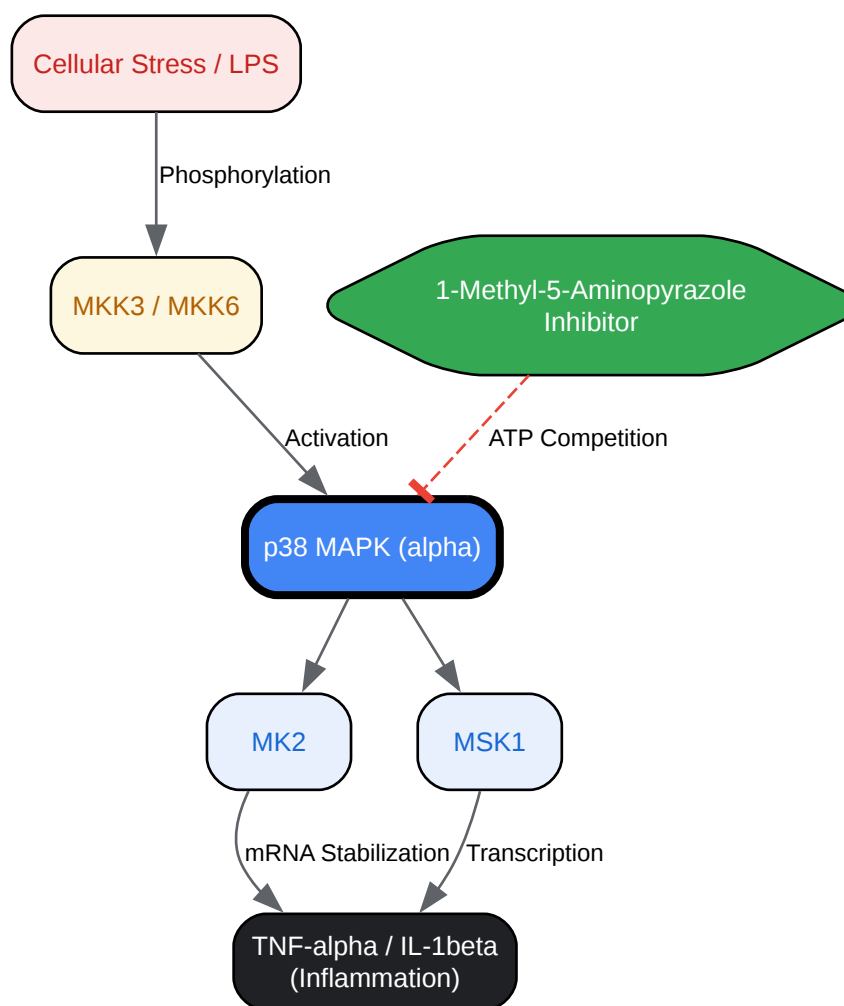 Cellular Stress / LPS
Phosphorylation
MKK3 / MKK6
1-Methyl-5-Aminopyrazole
Inhibitor
Activation
ATP Competition
p38 MAPK (alpha)
MK2
MSK1
mRNA Stabilization
Transcription
TNF-alpha / IL-1beta
(Inflammation)